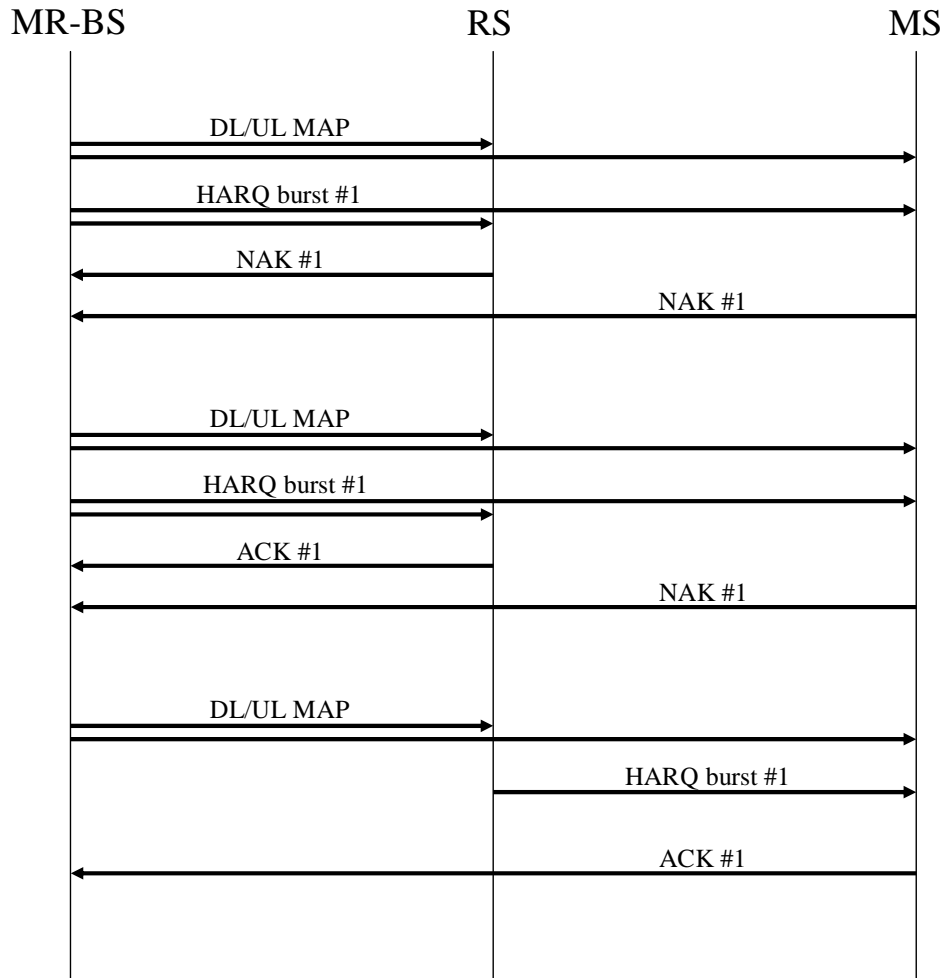 MR-BS RS MS
DL/UL MAP
HARQ burst #1
NAK #1
NAK #1
DL/UL MAP
HARQ burst #1
ACK #1
NAK #1
DL/UL MAP
HARQ burst #1
ACK #1